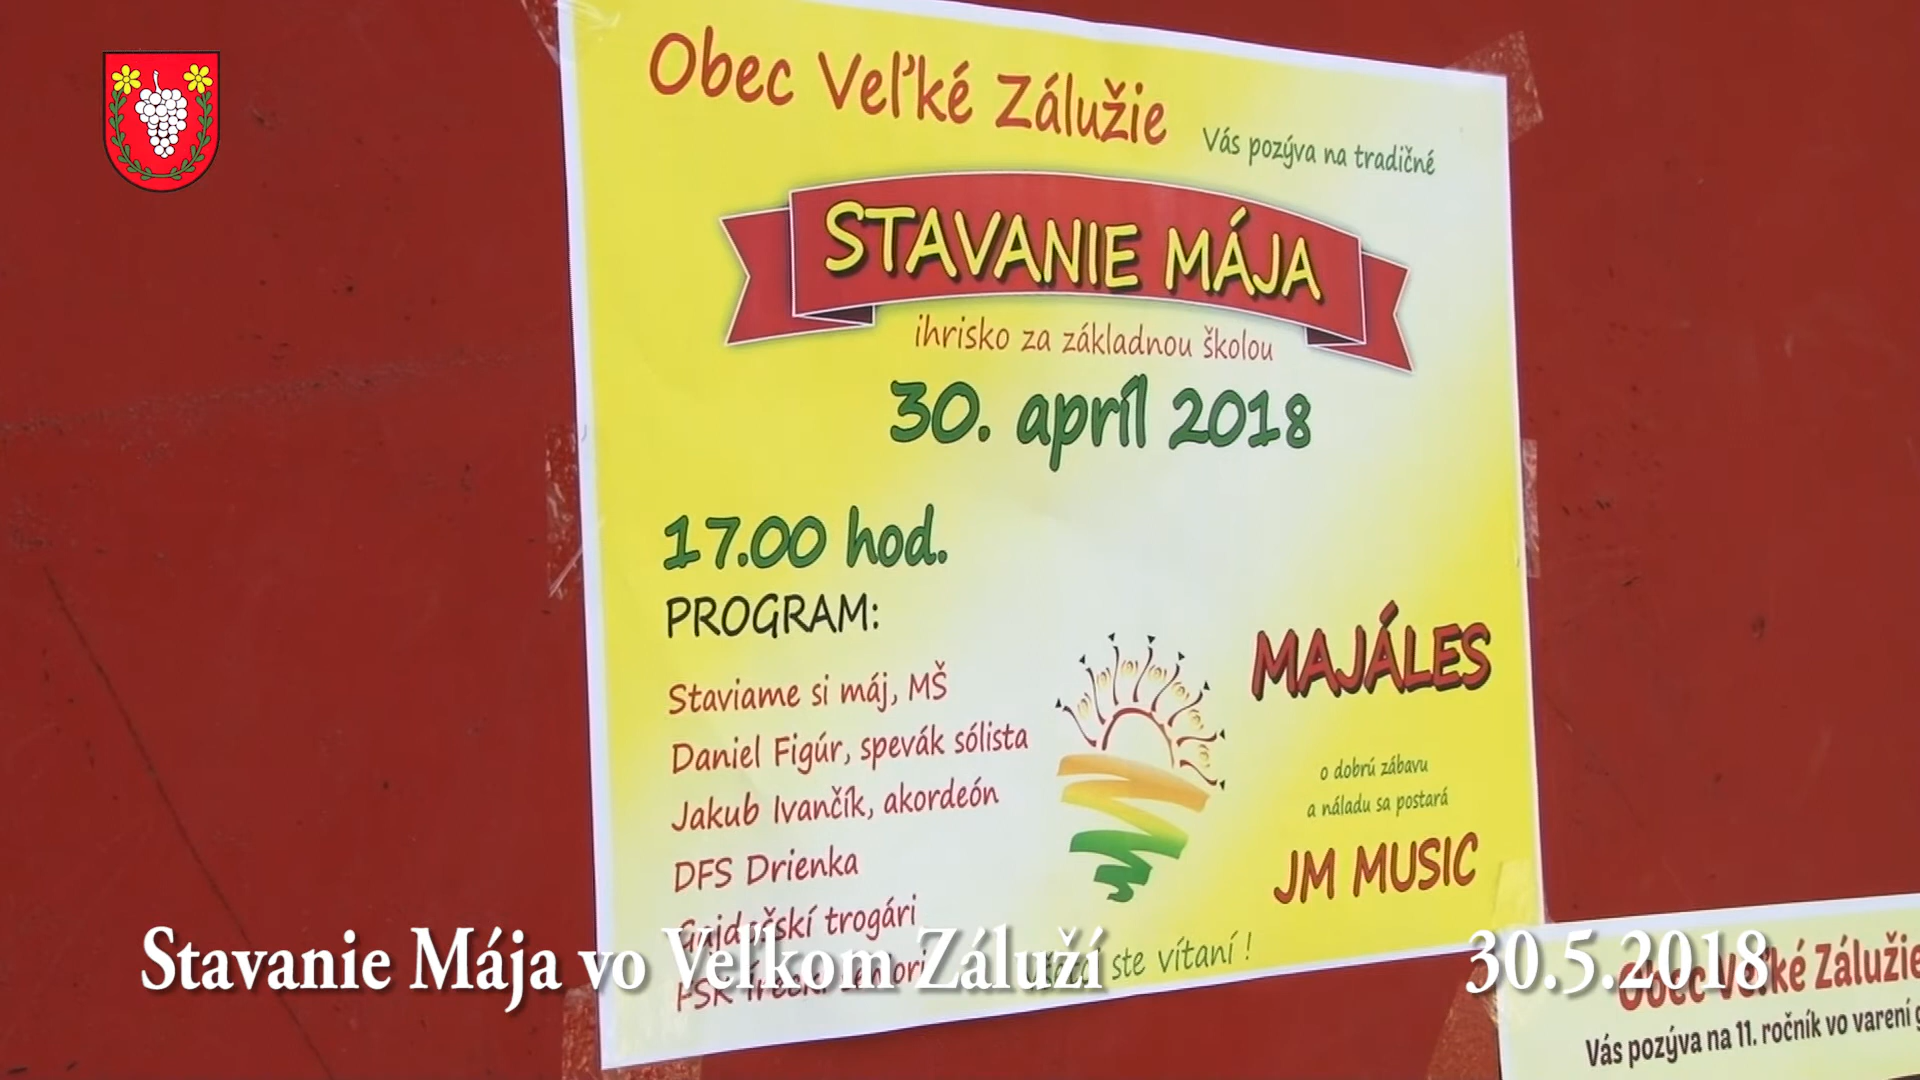 Obec Veľké Zálužie
Vás pozýva na tradičné
STAVANIE MÁJA
ihrisko za základnou školou
30. apríl 2018
17.00 hod.
PROGRAM:
Staviame si máj, MŠ
Daniel Figúr, spevák sólista
Jakub Ivančík, akordeón
DFS Drienka
Gajdošskí trogári
FSK
MAJÁLES
o dobrú zábavu
a náladu sa postará
JM MUSIC
ste vítaní !
Stavanie Mája vo Veľkom Záluží
30.5.2018
Obec Veľké Zálužie
Vás pozýva na 11. ročník vo varení